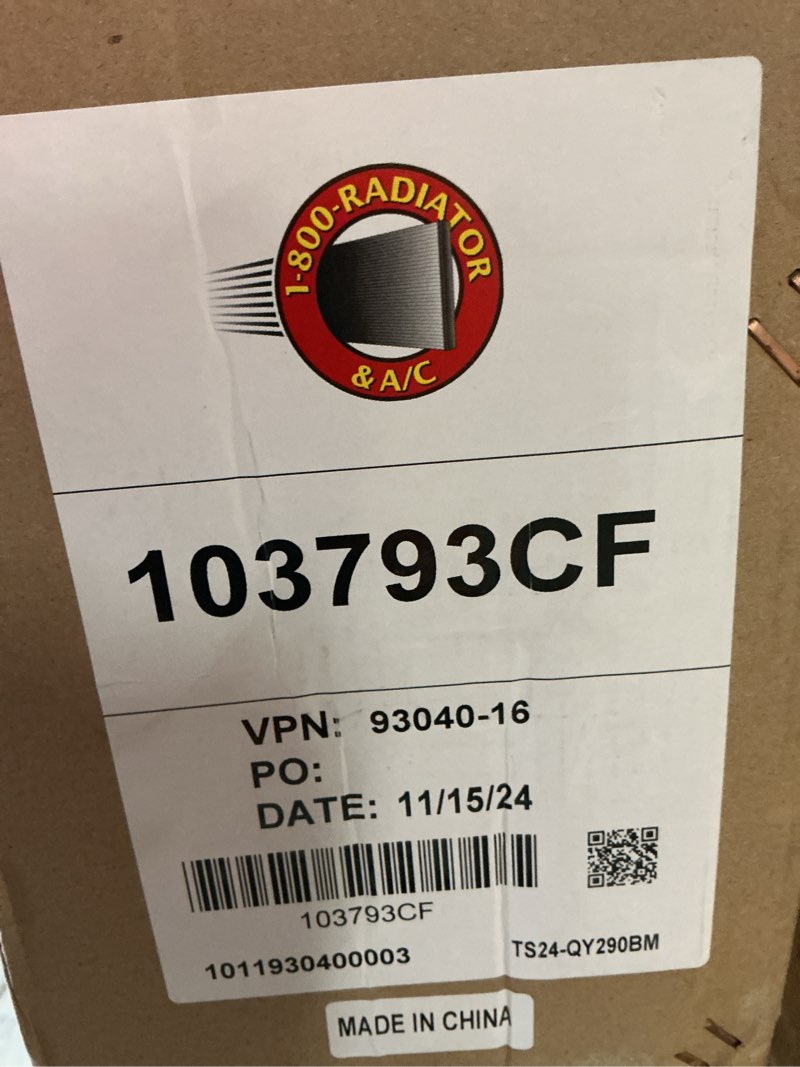 1-800-RADIATOR
& A/C
103793CF
VPN: 93040-16
PO:
DATE: 11/15/24
103793CF
1011930400003
TS24-QY290BM
MADE IN CHINA